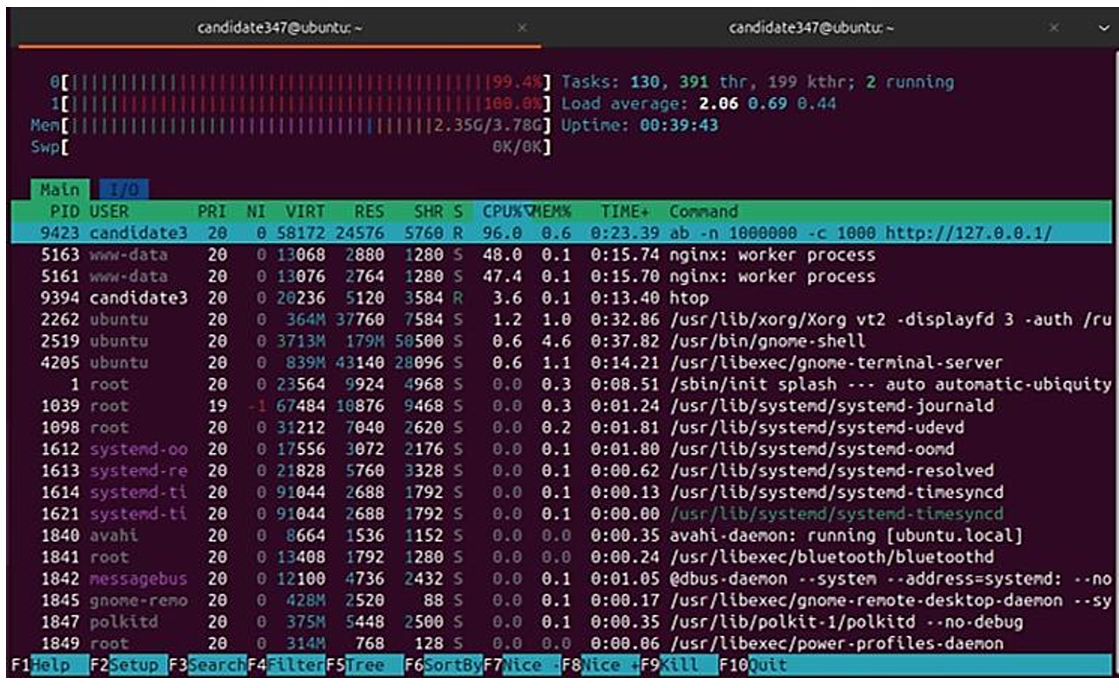 candidate347@ubuntu: ~ × candidate347@ubuntu: ~ ×
0[99.4%] Tasks: 130, 391 thr, 199 kthr; 2 running
1[100.0%] Load average: 2.06 0.69 0.44
Mem[2.35G/3.78G] Uptime: 00:39:43
Swp[0K/0K]
Main I/O
PID USER PRI NI VIRT RES SHR S CPU%▽MEM% TIME+ Command
9423 candidate3 20 0 58172 24576 5760 R 96.0 0.6 0:23.39 ab -n 1000000 -c 1000 http://127.0.0.1/
5163 www-data 20 0 13068 2880 1280 S 48.0 0.1 0:15.74 nginx: worker process
5161 www-data 20 0 13076 2764 1280 S 47.4 0.1 0:15.70 nginx: worker process
9394 candidate3 20 0 20236 5120 3584 R 3.6 0.1 0:13.40 htop
2262 ubuntu 20 0 364M 37760 7584 S 1.2 1.0 0:32.86 /usr/lib/xorg/Xorg vt2 -displayfd 3 -auth /ru
2519 ubuntu 20 0 3713M 179M 50500 S 0.6 4.6 0:37.82 /usr/bin/gnome-shell
4205 ubuntu 20 0 839M 43140 28096 S 0.6 1.1 0:14.21 /usr/libexec/gnome-terminal-server
1 root 20 0 23564 9924 4968 S 0.0 0.3 0:08.51 /sbin/init splash --- auto automatic-ubiquity
1039 root 19 -1 67484 10876 9468 S 0.0 0.3 0:01.24 /usr/lib/systemd/systemd-journald
1098 root 20 0 31212 7040 2620 S 0.0 0.2 0:01.81 /usr/lib/systemd/systemd-udevd
1612 systemd-oo 20 0 17556 3072 2176 S 0.0 0.1 0:01.80 /usr/lib/systemd/systemd-oomd
1613 systemd-re 20 0 21828 5760 3328 S 0.0 0.1 0:00.62 /usr/lib/systemd/systemd-resolved
1614 systemd-ti 20 0 91044 2688 1792 S 0.0 0.1 0:00.13 /usr/lib/systemd/systemd-timesyncd
1621 systemd-ti 20 0 91044 2688 1792 S 0.0 0.1 0:00.00 /usr/lib/systemd/systemd-timesyncd
1840 avahi 20 0 8664 1536 1152 S 0.0 0.0 0:00.35 avahi-daemon: running [ubuntu.local]
1841 root 20 0 13408 1792 1280 S 0.0 0.0 0:00.24 /usr/libexec/bluetooth/bluetoothd
1842 messagebus 20 0 12100 4736 2432 S 0.0 0.1 0:01.05 @dbus-daemon --system --address=systemd: --no
1845 gnome-remo 20 0 428M 2520 88 S 0.0 0.1 0:00.17 /usr/libexec/gnome-remote-desktop-daemon --sy
1847 polkitd 20 0 375M 5448 2500 S 0.0 0.1 0:00.35 /usr/lib/polkit-1/polkitd --no-debug
1849 root 20 0 314M 768 128 S 0.0 0.0 0:00.06 /usr/libexec/power-profiles-daemon
F1Help F2Setup F3SearchF4FilterF5Tree F6SortByF7Nice -F8Nice +F9Kill F10Quit